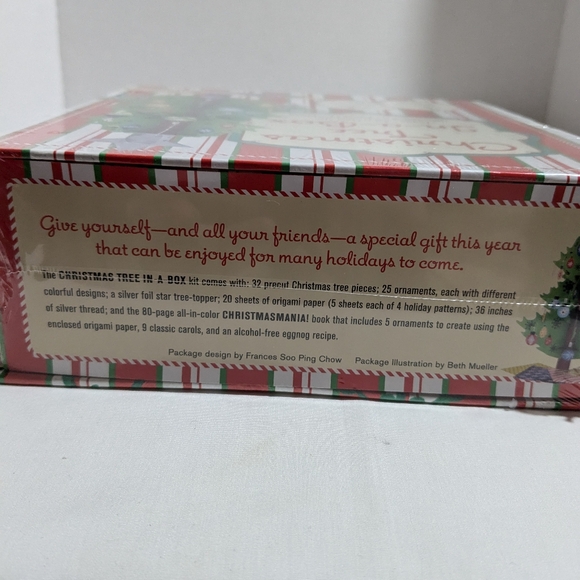 Christmas
Give yourself—and all your friends—a special gift this year
that can be enjoyed for many holidays to come.
The CHRISTMAS TREE IN-A-BOX kit comes with: 32 precut Christmas tree pieces; 25 ornaments, each with different
colorful designs; a silver foil star tree-topper; 20 sheets of origami paper (5 sheets each of 4 holiday patterns); 36 inches
of silver thread; and the 80-page all-in-color CHRISTMASMANIA! book that includes 5 ornaments to create using the
enclosed origami paper, 9 classic carols, and an alcohol-free eggnog recipe.
Package design by Frances Soo Ping Chow Package Illustration by Beth Mueller